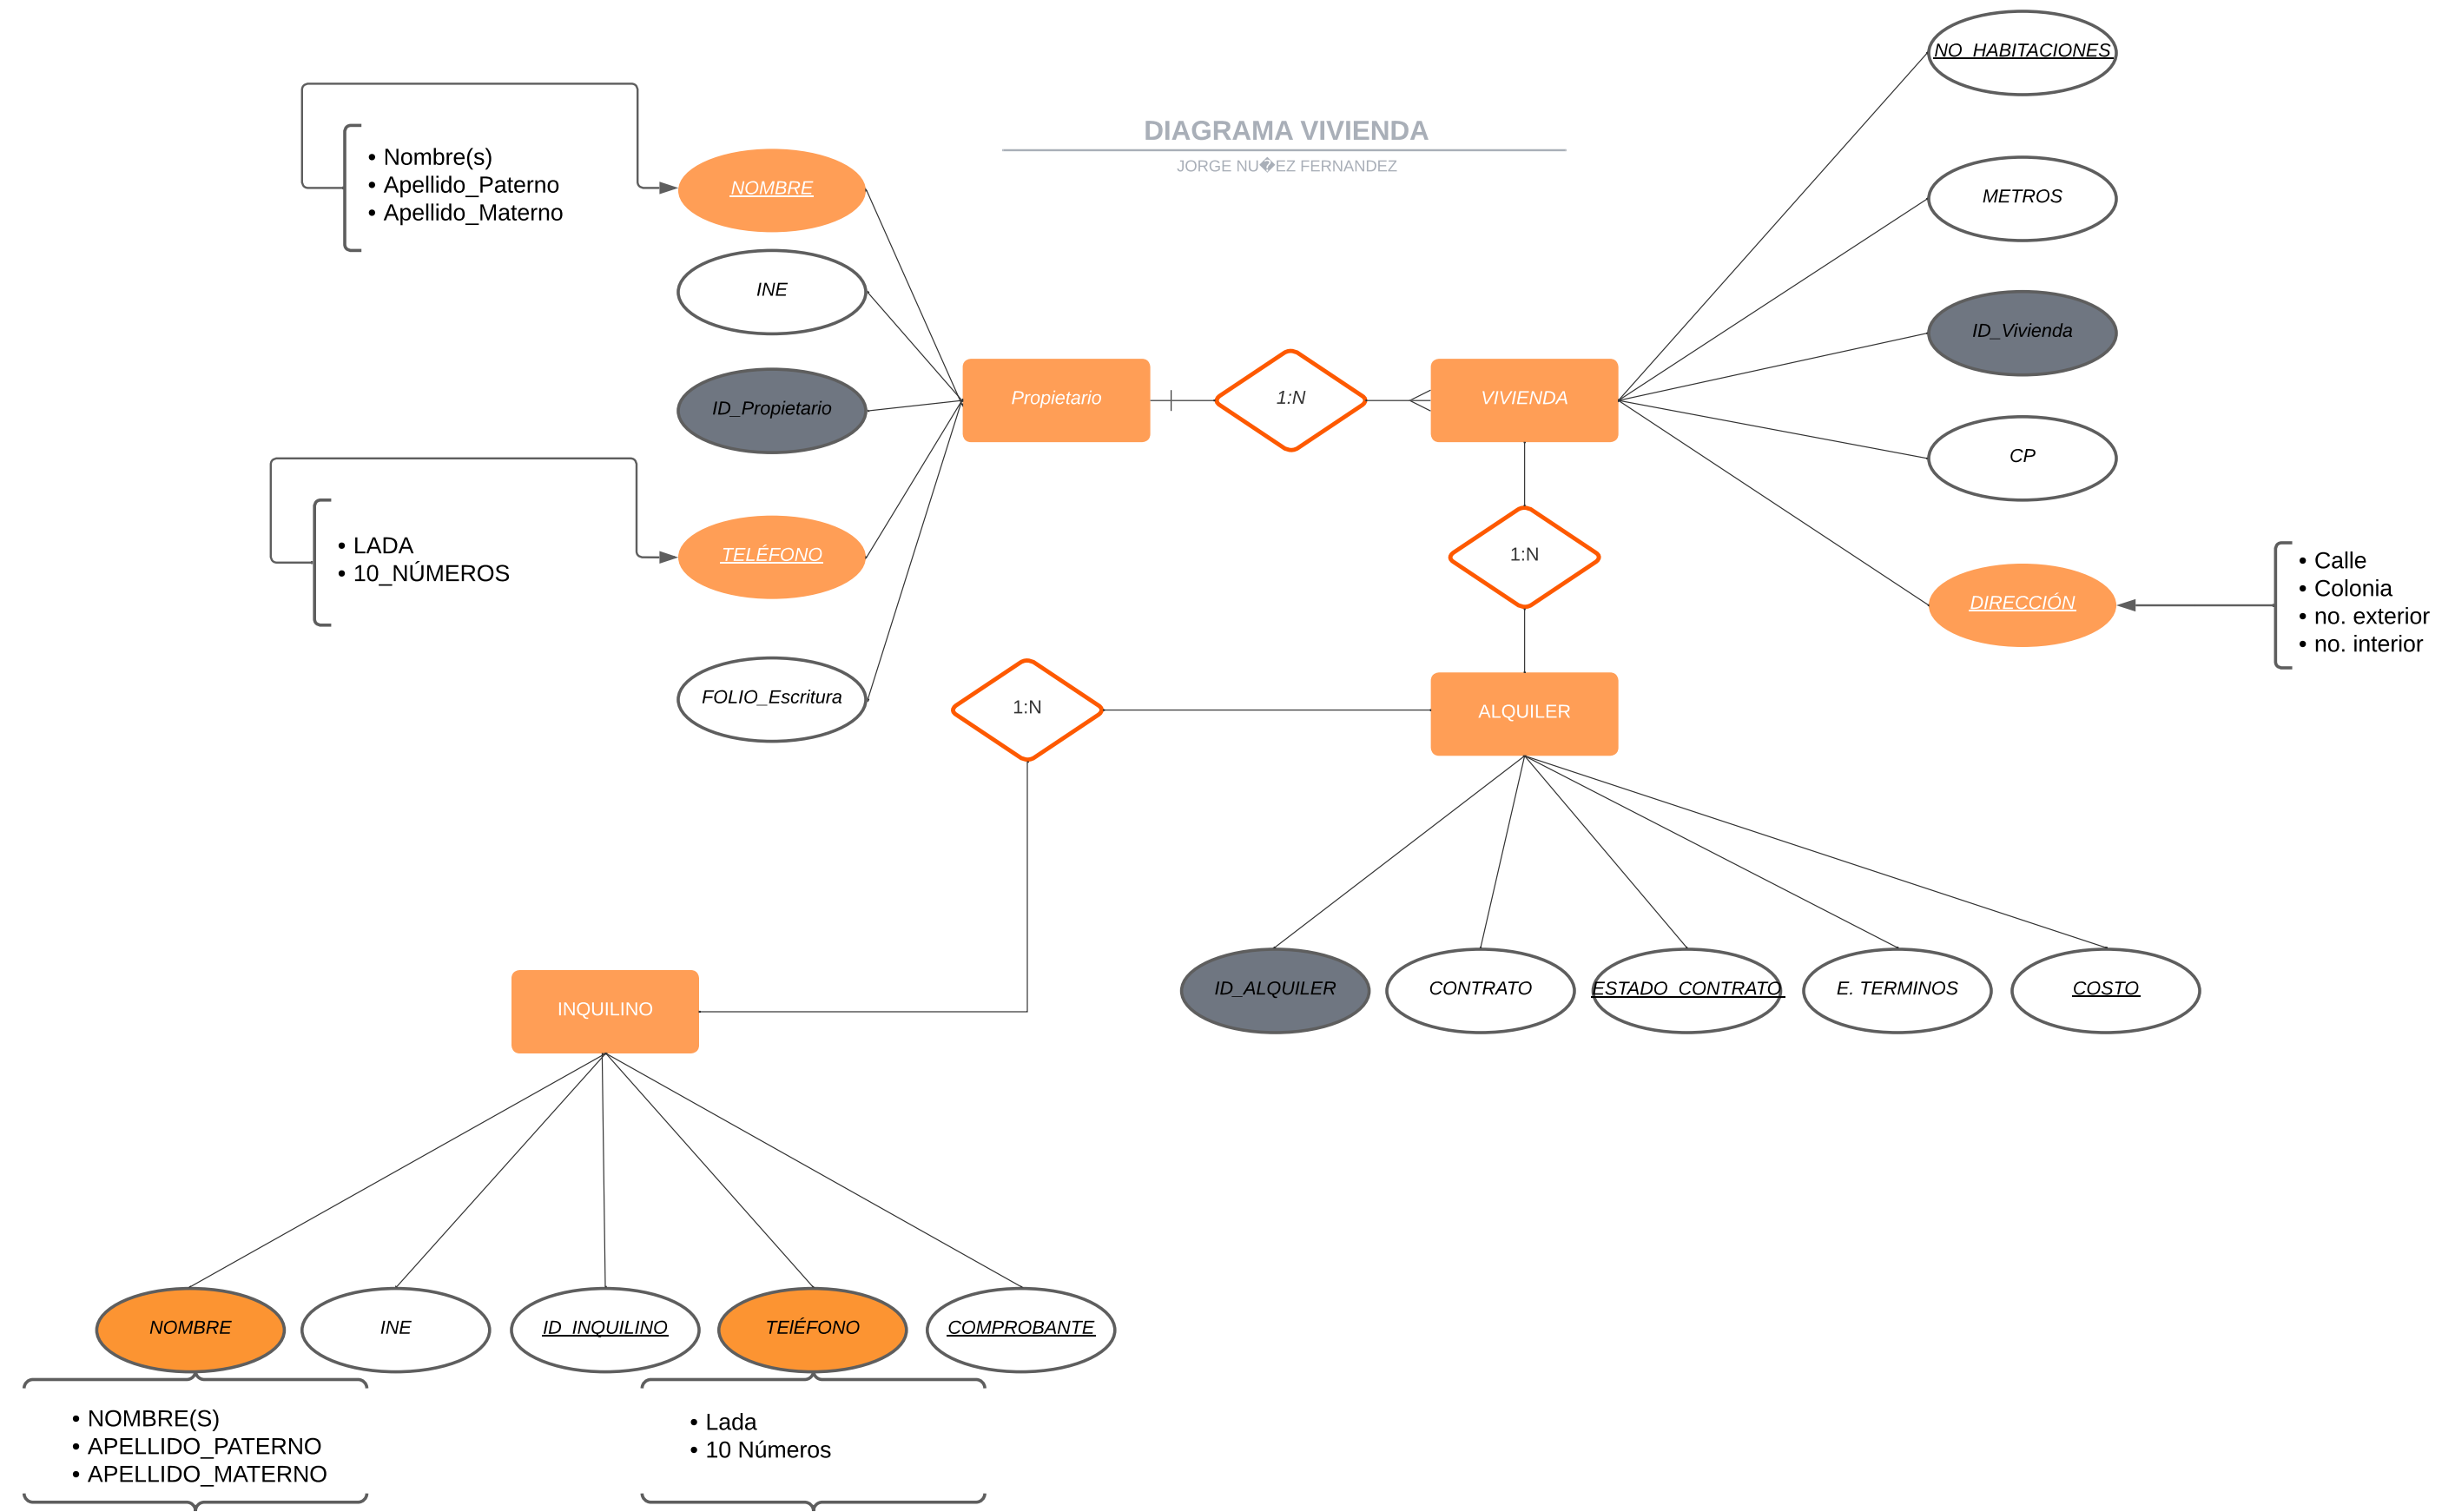 DIAGRAMA VIVIENDA
JORGE NU�EZ FERNANDEZ
• Nombre(s)
• Apellido_Paterno
• Apellido_Materno
NOMBRE
INE
ID_Propietario
• LADA
• 10_NÚMEROS
TELÉFONO
FOLIO_Escritura
Propietario
1:N
VIVIENDA
NO_HABITACIONES
METROS
ID_Vivienda
CP
DIRECCIÓN
• Calle
• Colonia
• no. exterior
• no. interior
1:N
1:N
ALQUILER
ID_ALQUILER
CONTRATO
ESTADO_CONTRATO
E. TERMINOS
COSTO
INQUILINO
NOMBRE
INE
ID_INQUILINO
TElÉFONO
COMPROBANTE
• NOMBRE(S)
• APELLIDO_PATERNO
• APELLIDO_MATERNO
• Lada
• 10 Números